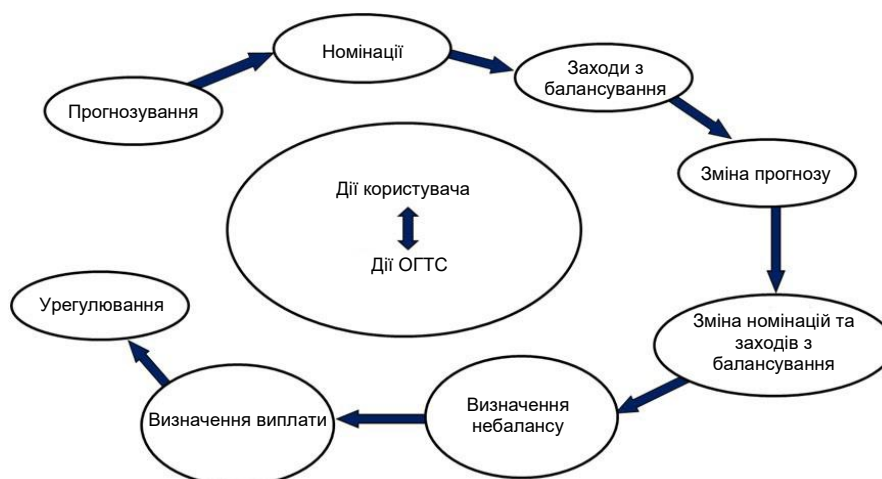 Прогнозування
Номінації
Заходи з
балансування
Зміна прогнозу
Зміна номінацій та
заходів з
балансування
Визначення
небалансу
Визначення виплати
Урегулювання
Дії користувача
Дії ОГТС